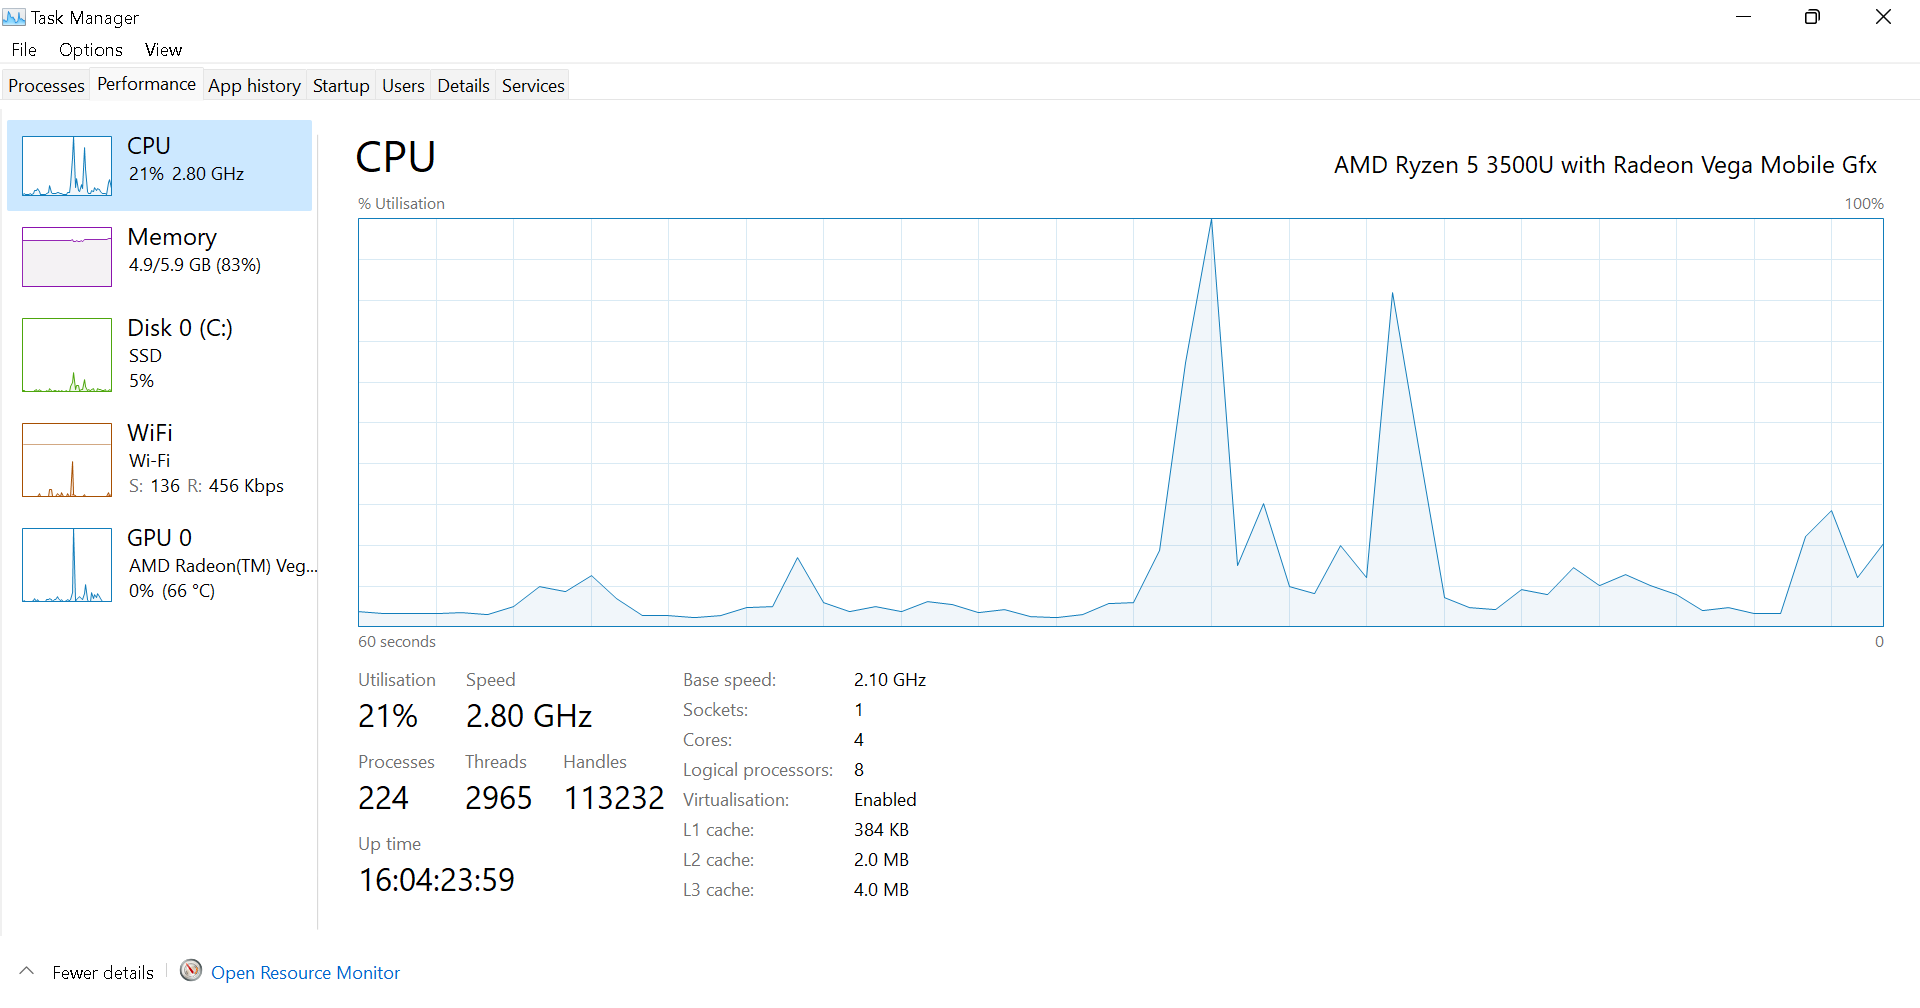 Task Manager
File Options View
Processes Performance App history Startup Users Details Services
CPU
21% 2.80 GHz
Memory
4.9/5.9 GB (83%)
Disk 0 (C:)
SSD
5%
WiFi
Wi-Fi
S: 136 R: 456 Kbps
GPU 0
AMD Radeon(TM) Veg...
0% (66 °C)
CPU
AMD Ryzen 5 3500U with Radeon Vega Mobile Gfx
% Utilisation 100%
60 seconds 0
Utilisation Speed
21% 2.80 GHz
Processes Threads Handles
224 2965 113232
Up time
16:04:23:59
Base speed: 2.10 GHz
Sockets: 1
Cores: 4
Logical processors: 8
Virtualisation: Enabled
L1 cache: 384 KB
L2 cache: 2.0 MB
L3 cache: 4.0 MB
Fewer details Open Resource Monitor